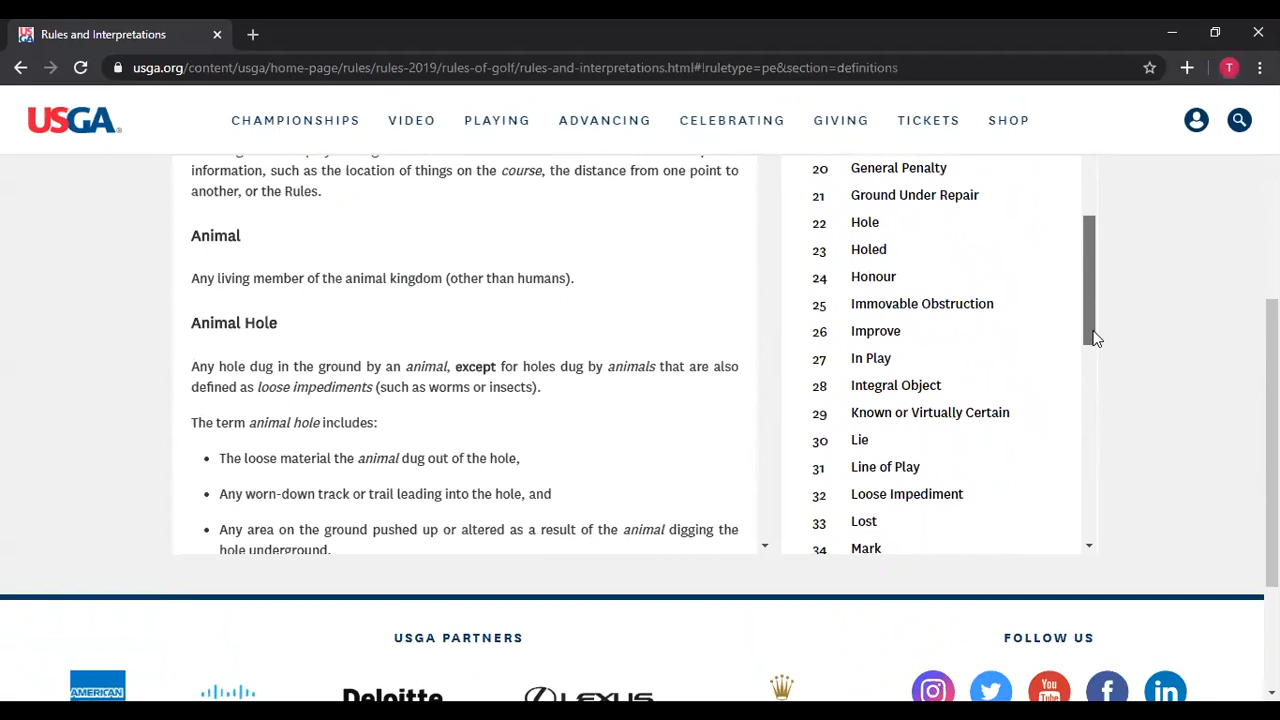 Rules and Interpretations
T
usga.org/content/usga/home-page/rules/rules-2019/rules-of-golf/rules-and-interpretations.html#!ruletype=pe&section=definitions
USGA
CHAMPIONSHIPS VIDEO PLAYING ADVANCING CELEBRATING GIVING TICKETS SHOP
information, such as the location of things on the course, the distance from one point to
another, or the Rules.
Animal
Any living member of the animal kingdom (other than humans).
Animal Hole
Any hole dug in the ground by an animal, except for holes dug by animals that are also
defined as loose impediments (such as worms or insects).
The term animal hole includes:
• The loose material the animal dug out of the hole,
• Any worn-down track or trail leading into the hole, and
• Any area on the ground pushed up or altered as a result of the animal digging the
hole underground.
20 General Penalty
21 Ground Under Repair
22 Hole
23 Holed
24 Honour
25 Immovable Obstruction
26 Improve
27 In Play
28 Integral Object
29 Known or Virtually Certain
30 Lie
31 Line of Play
32 Loose Impediment
33 Lost
34 Mark
USGA PARTNERS
FOLLOW US
AMERICAN
Deloitte
LEXUS
You
Tube
f
in